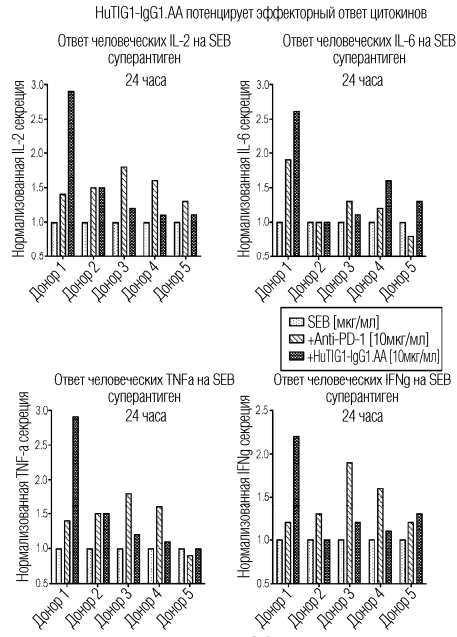 HuTIG1-IgG1.AA потенцирует эффекторный ответ цитокинов
Ответ человеческих IL-2 на SEB
суперантиген
24 часа
Нормализованная IL-2 секреция
3.0
2.5
2.0
1.5
1.0
0.5
Донор 1
Донор 2
Донор 3
Донор 4
Донор 5
Ответ человеческих IL-6 на SEB
суперантиген
24 часа
Нормализованная IL-6 секреция
3.0
2.5
2.0
1.5
1.0
0.5
Донор 1
Донор 2
Донор 3
Донор 4
Донор 5
SEB [мкг/мл]
+Anti-PD-1 [10мкг/мл]
+HuTIG1-IgG1.AA [10мкг/мл]
Ответ человеческих TNFa на SEB
суперантиген
24 часа
Нормализованная TNF-a секреция
3.0
2.5
2.0
1.5
1.0
0.5
Донор 1
Донор 2
Донор 3
Донор 4
Донор 5
Ответ человеческих IFNg на SEB
суперантиген
24 часа
Нормализованная IFNg секреция
2.5
2.0
1.5
1.0
0.5
Донор 1
Донор 2
Донор 3
Донор 4
Донор 5